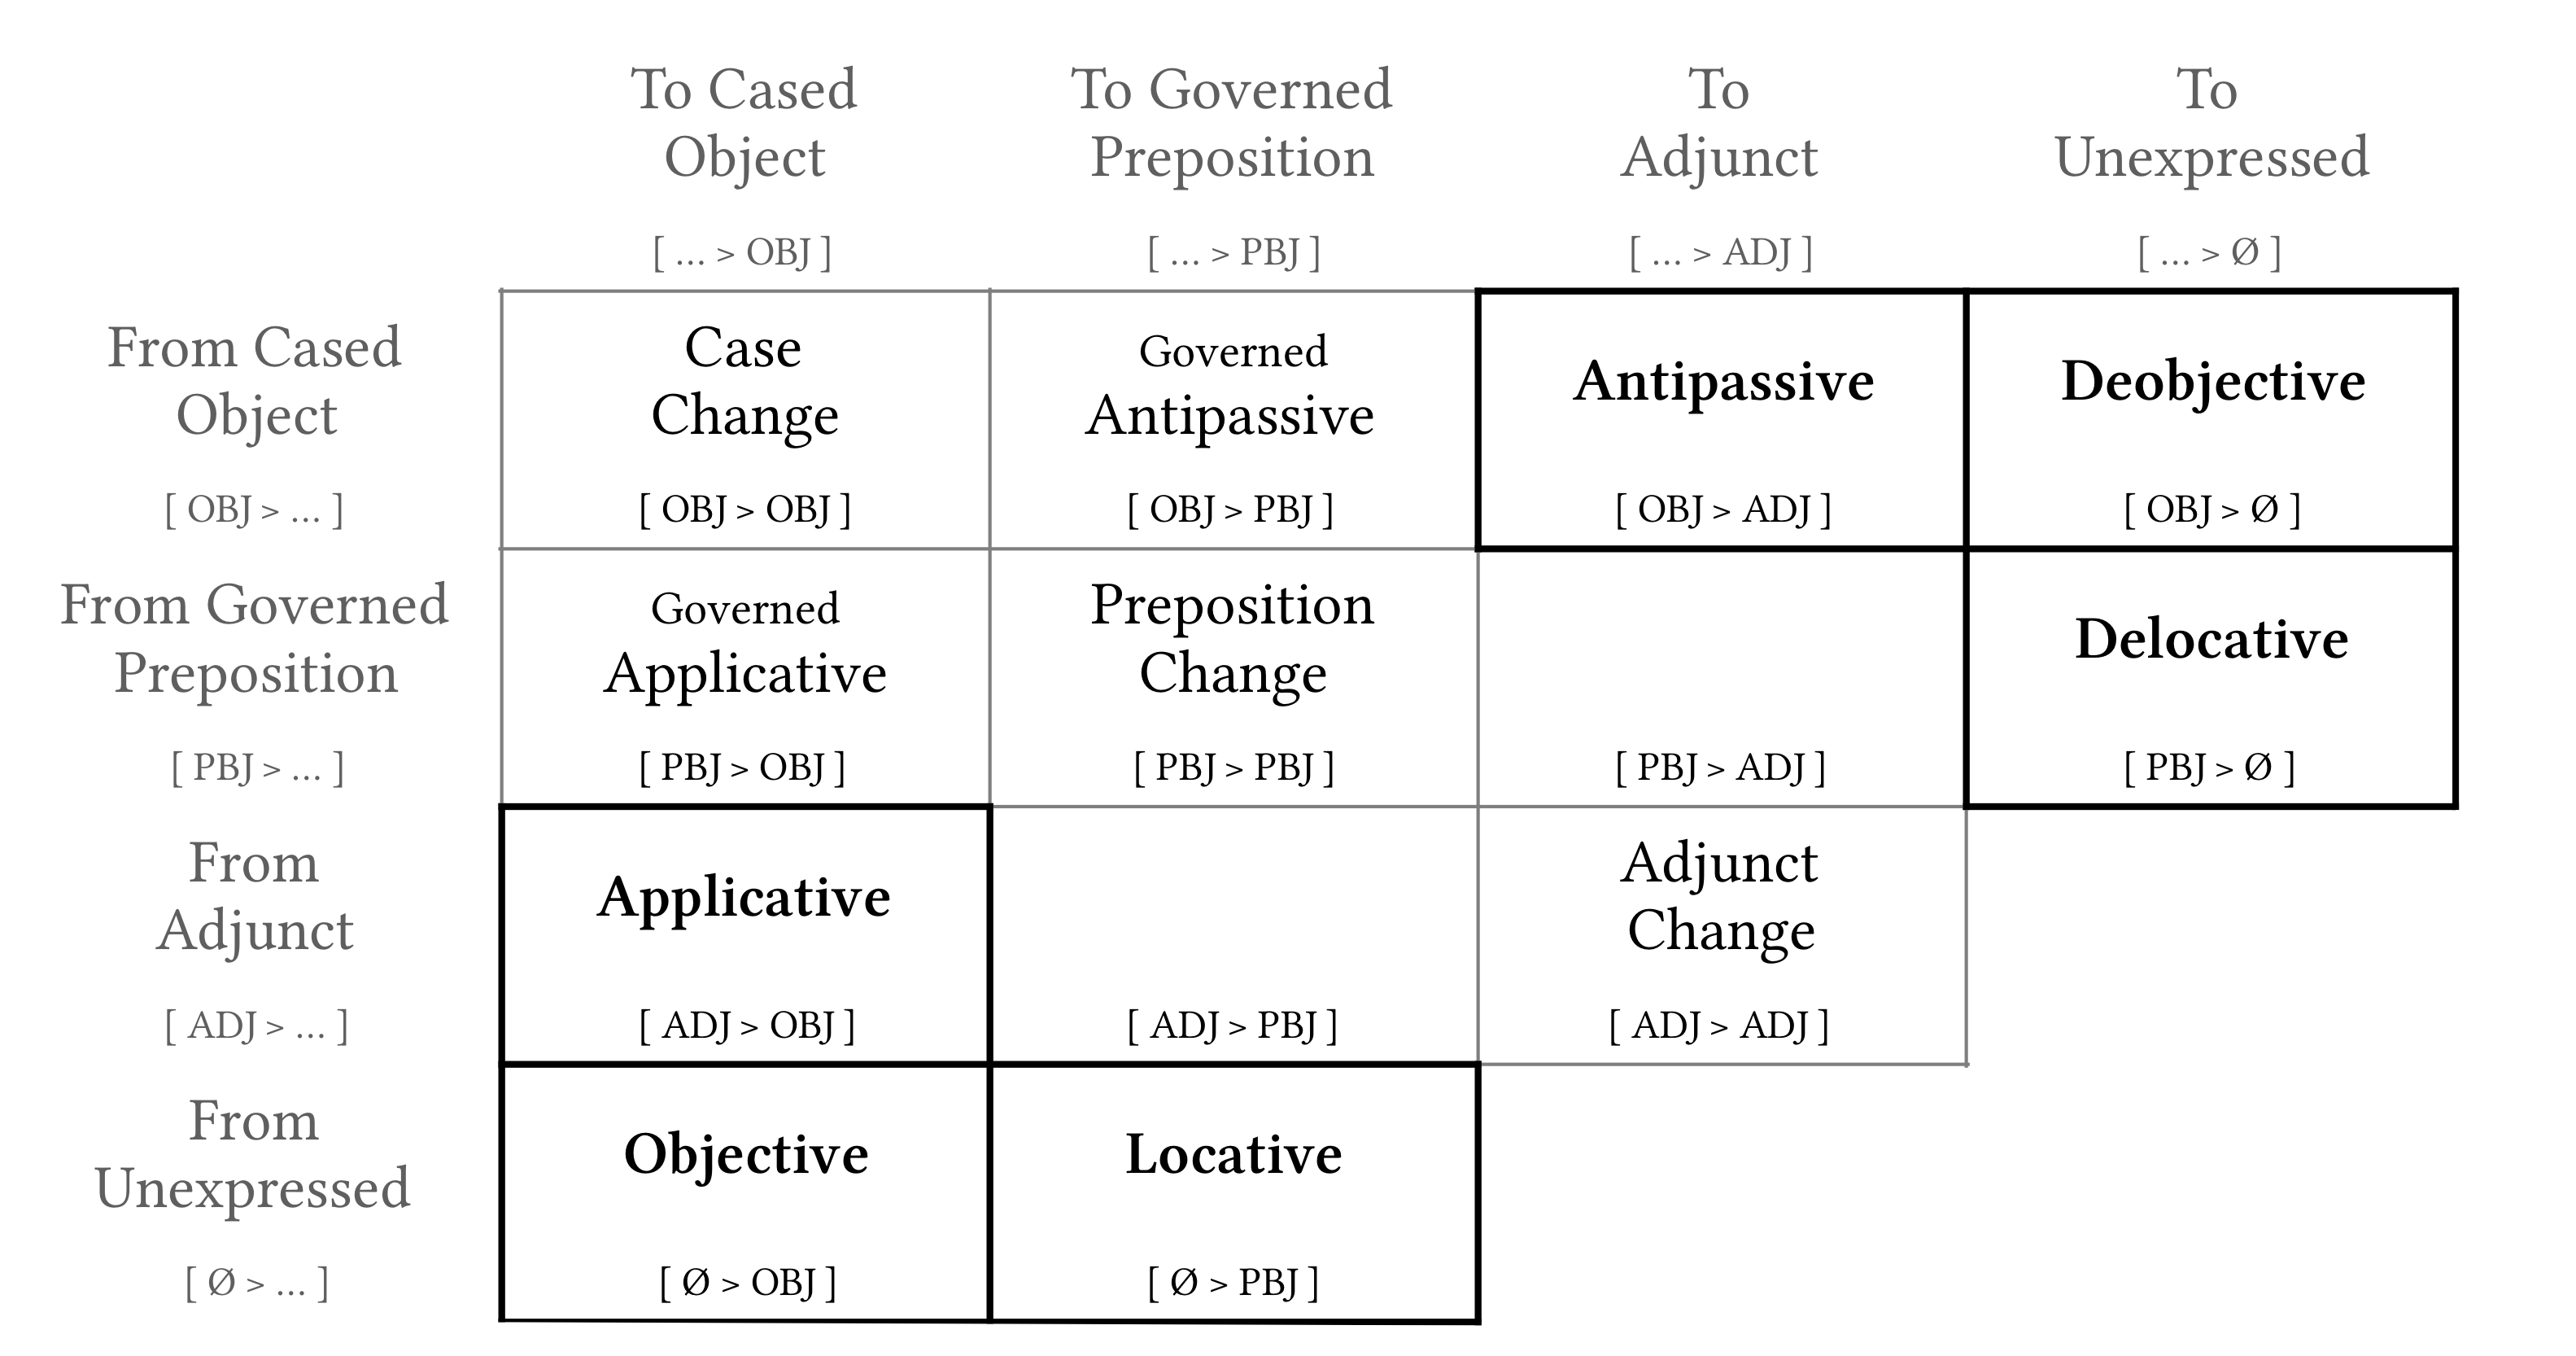 To Cased
Object
[ … > OBJ ]
To Governed
Preposition
[ … > PBJ ]
To
Adjunct
[ … > ADJ ]
To
Unexpressed
[ … > Ø ]
From Cased
Object
[ OBJ > … ]
Case
Change
[ OBJ > OBJ ]
Governed
Antipassive
[ OBJ > PBJ ]
Antipassive
[ OBJ > ADJ ]
Deobjective
[ OBJ > Ø ]
From Governed
Preposition
[ PBJ > … ]
Governed
Applicative
[ PBJ > OBJ ]
Preposition
Change
[ PBJ > PBJ ]
[ PBJ > ADJ ]
Delocative
[ PBJ > Ø ]
From
Adjunct
[ ADJ > … ]
Applicative
[ ADJ > OBJ ]
[ ADJ > PBJ ]
Adjunct
Change
[ ADJ > ADJ ]
From
Unexpressed
[ Ø > … ]
Objective
[ Ø > OBJ ]
Locative
[ Ø > PBJ ]